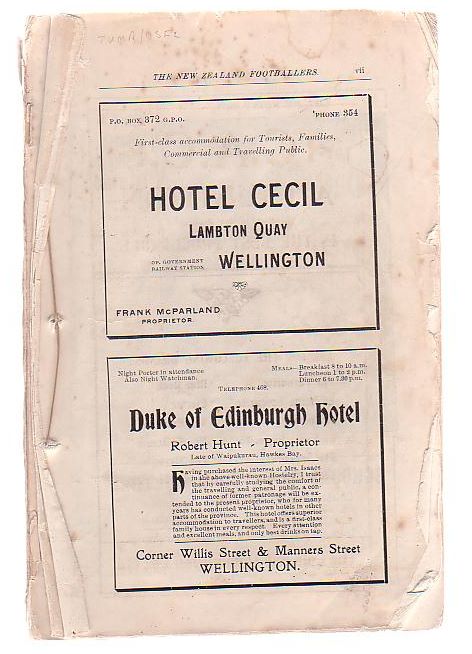 THE NEW ZEALAND FOOTBALLERS. vii
P.O. BOX 372 G.P.O. 'PHONE 354
First-class accommodation for Tourists, Families,
Commercial and Travelling Public.
HOTEL CECIL
LAMBTON QUAY
OP. GOVERNMENT
RAILWAY STATION. WELLINGTON
FRANK McPARLAND
PROPRIETOR.
Night Porter in attendance
Also Night Watchman.
MEALS—Breakfast 8 to 10 a.m.
Luncheon 1 to 2 p.m.
Dinner 6 to 7.30 p.m.
TELEPHONE 468.
Duke of Edinburgh Hotel
Robert Hunt - Proprietor
Late of Waipukurau, Hawkes Bay.
Having purchased the interest of Mrs. Isaacs
in the above well-known Hostelry, I trust
that by carefully studying the comfort of
the travelling and general public, a con-
tinuance of former patronage will be ex-
tended to the present proprietor, who for many
years has conducted well-known hotels in other
parts of the province. This hotel offers superior
accommodation to travellers, and is a first-class
family house in every respect. Every attention
and excellent meals, and only best drinks on tap.
Corner Willis Street & Manners Street
WELLINGTON.